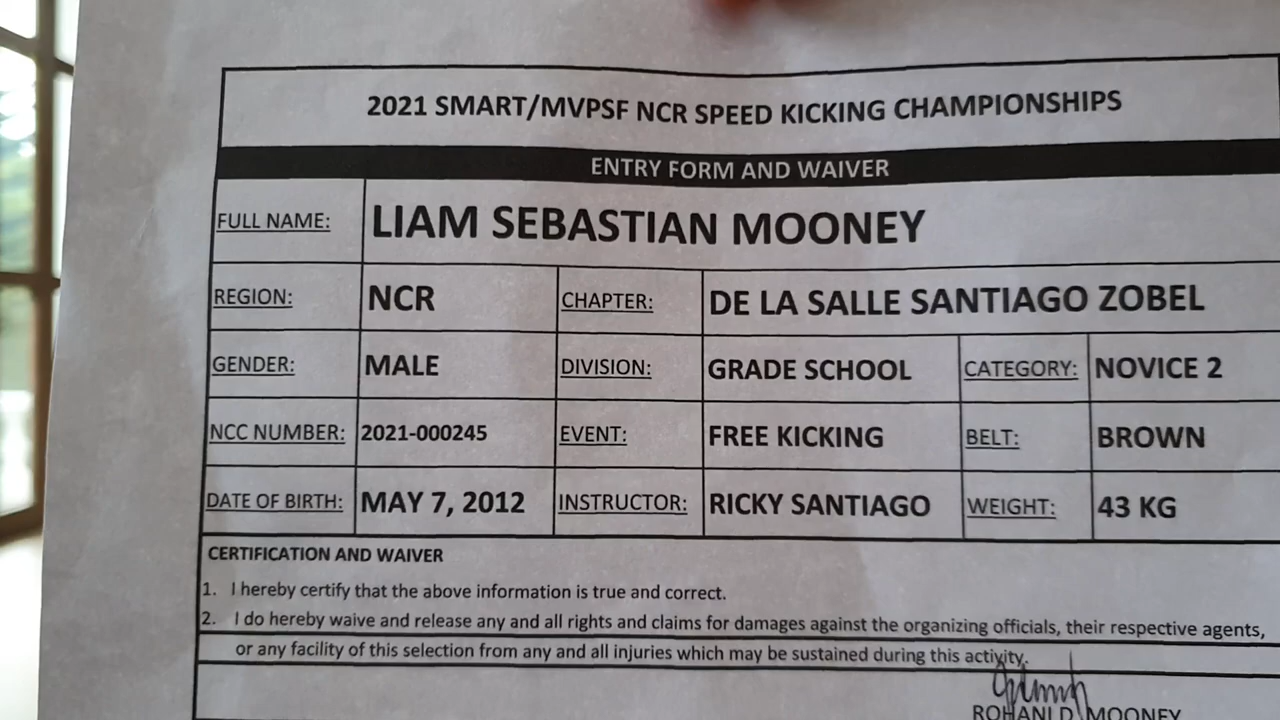 2021 SMART/MVPSF NCR SPEED KICKING CHAMPIONSHIPS
ENTRY FORM AND WAIVER
FULL NAME: LIAM SEBASTIAN MOONEY
REGION: NCR CHAPTER: DE LA SALLE SANTIAGO ZOBEL
GENDER: MALE DIVISION: GRADE SCHOOL CATEGORY: NOVICE 2
NCC NUMBER: 2021-000245 EVENT: FREE KICKING BELT: BROWN
DATE OF BIRTH: MAY 7, 2012 INSTRUCTOR: RICKY SANTIAGO WEIGHT: 43 KG
CERTIFICATION AND WAIVER
1. I hereby certify that the above information is true and correct.
2. I do hereby waive and release any and all rights and claims for damages against the organizing officials, their respective agents,
or any facility of this selection from any and all injuries which may be sustained during this activity.
ROHANI D. MOONEY